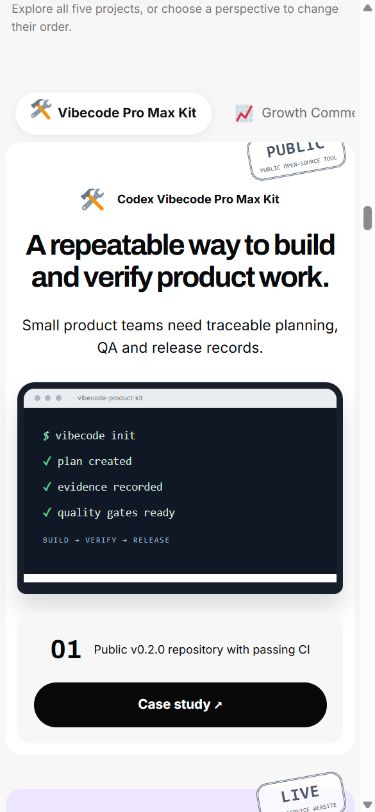 Explore all five projects, or choose a perspective to change
their order.
🛠️ Vibecode Pro Max Kit
📈 Growth Comme
PUBLIC
PUBLIC OPEN-SOURCE TOOL
🛠️ Codex Vibecode Pro Max Kit
A repeatable way to build
and verify product work.
Small product teams need traceable planning,
QA and release records.
vibecode-product-kit
$ vibecode init
✓ plan created
✓ evidence recorded
✓ quality gates ready
BUILD → VERIFY → RELEASE
01 Public v0.2.0 repository with passing CI
Case study ↗
LIVE
SERVICE WEBSITE